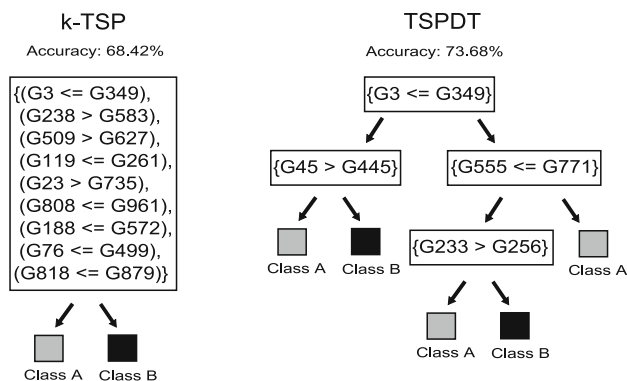 k-TSP
Accuracy: 68.42%
{(G3 <= G349),
(G238 > G583),
(G509 > G627),
(G119 <= G261),
(G23 > G735),
(G808 <= G961),
(G188 <= G572),
(G76 <= G499),
(G818 <= G879)}
Class A
Class B
TSPDT
Accuracy: 73.68%
{G3 <= G349}
{G45 > G445}
{G555 <= G771}
Class A
Class B
{G233 > G256}
Class A
Class A
Class B